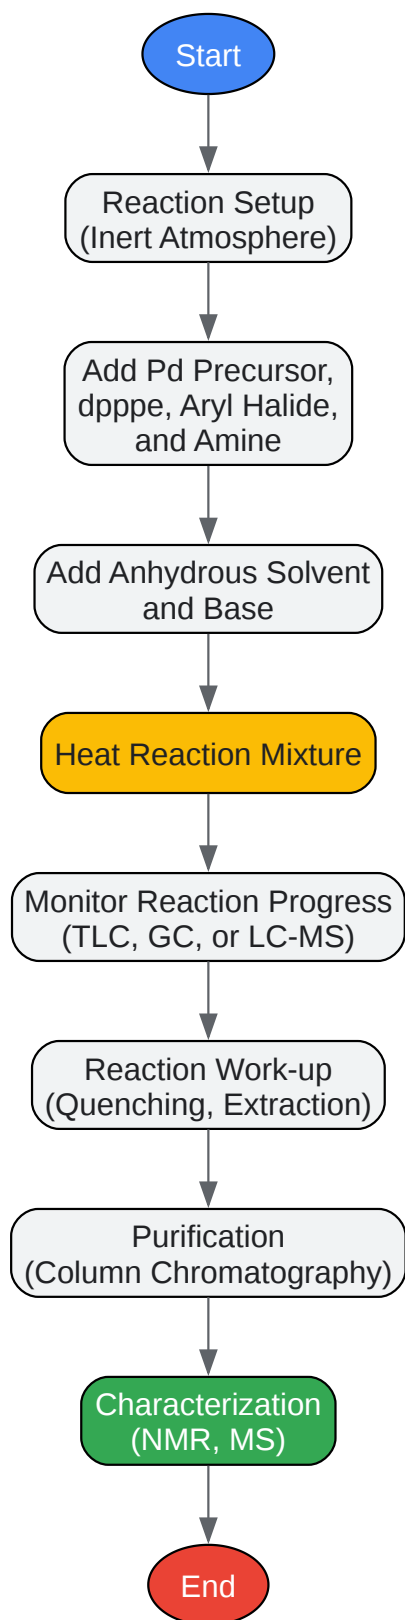 Start
Reaction Setup
(Inert Atmosphere)
Add Pd Precursor,
dpppe, Aryl Halide,
and Amine
Add Anhydrous Solvent
and Base
Heat Reaction Mixture
Monitor Reaction Progress
(TLC, GC, or LC-MS)
Reaction Work-up
(Quenching, Extraction)
Purification
(Column Chromatography)
Characterization
(NMR, MS)
End